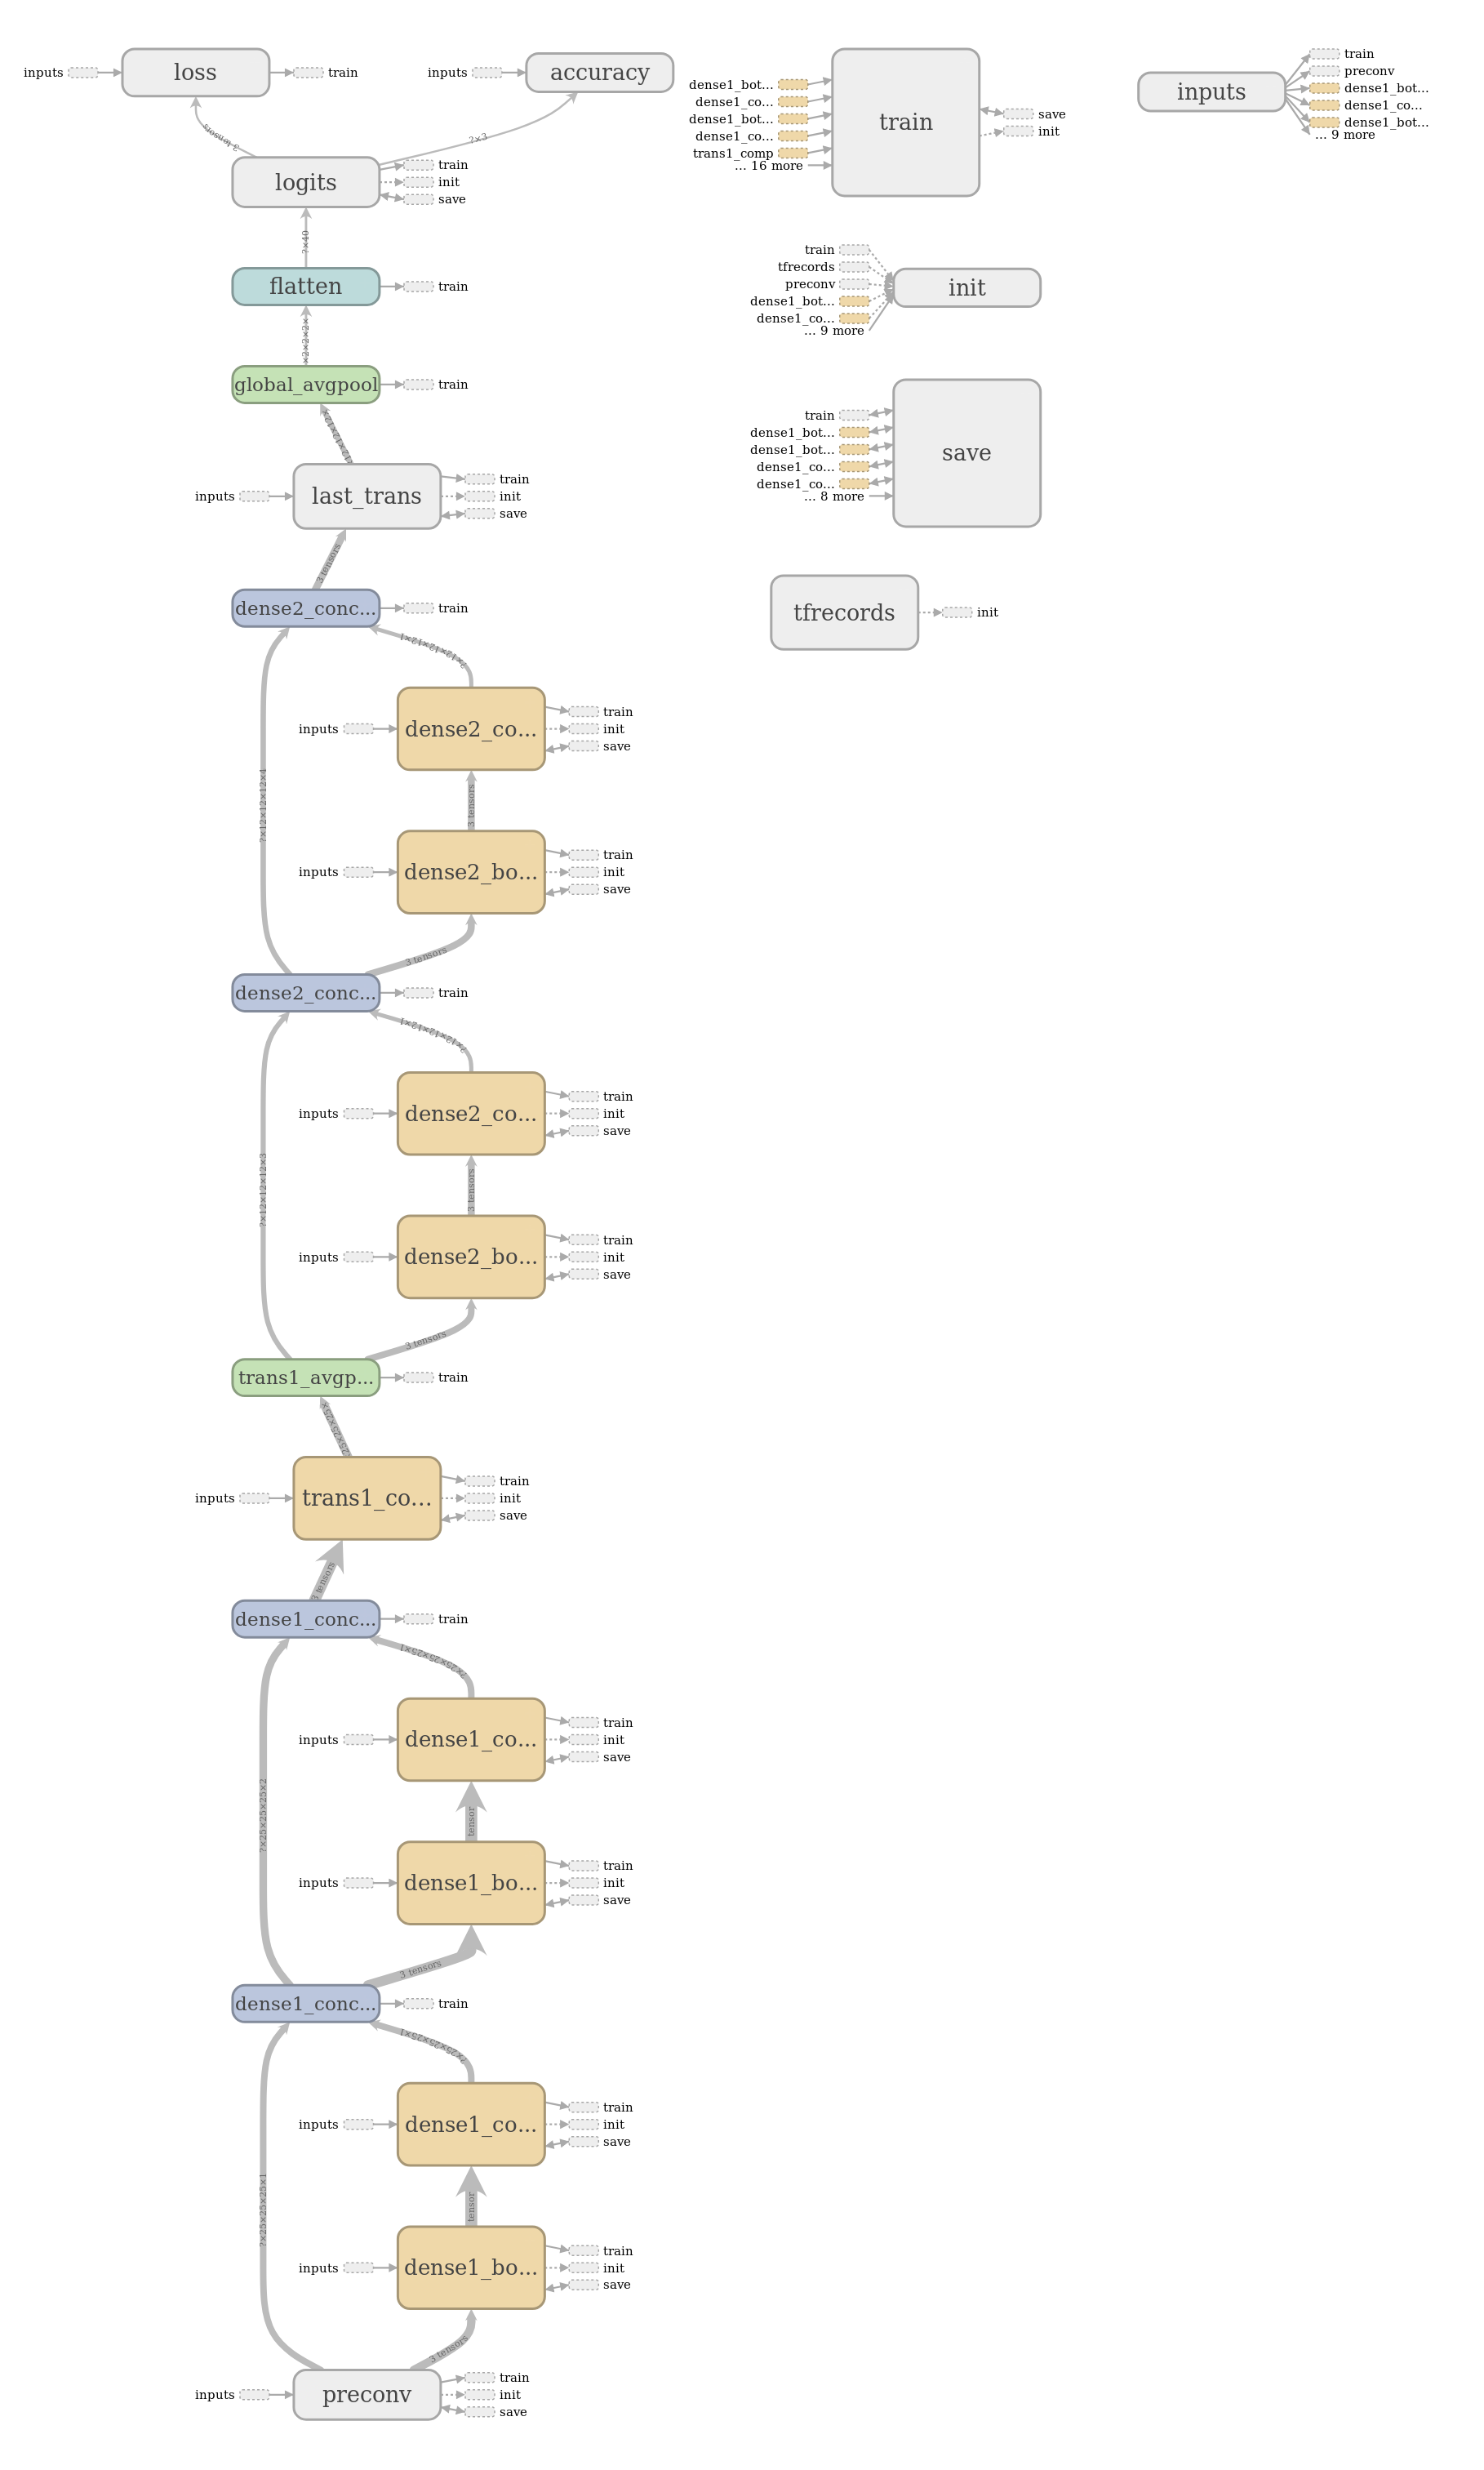 inputs
loss
train
inputs
accuracy
3 tensors
?×3
logits
train
init
save
?×40
flatten
train
global_avgpool
train
inputs
last_trans
train
init
save
3 tensors
dense2_conc...
train
?×12×12×12×1
inputs
dense2_co...
train
init
save
?×12×12×12×4
3 tensors
inputs
dense2_bo...
train
init
save
3 tensors
dense2_conc...
train
?×12×12×12×1
inputs
dense2_co...
train
init
save
?×12×12×12×3
3 tensors
inputs
dense2_bo...
train
init
save
3 tensors
trans1_avgp...
train
inputs
trans1_co...
train
init
save
3 tensors
dense1_conc...
train
?×25×25×25×1
inputs
dense1_co...
train
init
save
?×25×25×25×2
tensor
inputs
dense1_bo...
train
init
save
3 tensors
dense1_conc...
train
?×25×25×25×1
inputs
dense1_co...
train
init
save
?×25×25×25×1
tensor
inputs
dense1_bo...
train
init
save
3 tensors
inputs
preconv
train
init
save
dense1_bot...
dense1_co...
dense1_bot...
dense1_co...
trans1_comp
... 16 more
train
save
init
train
tfrecords
preconv
dense1_bot...
dense1_co...
... 9 more
init
train
dense1_bot...
dense1_bot...
dense1_co...
dense1_co...
... 8 more
save
tfrecords
init
inputs
train
preconv
dense1_bot...
dense1_co...
dense1_bot...
... 9 more